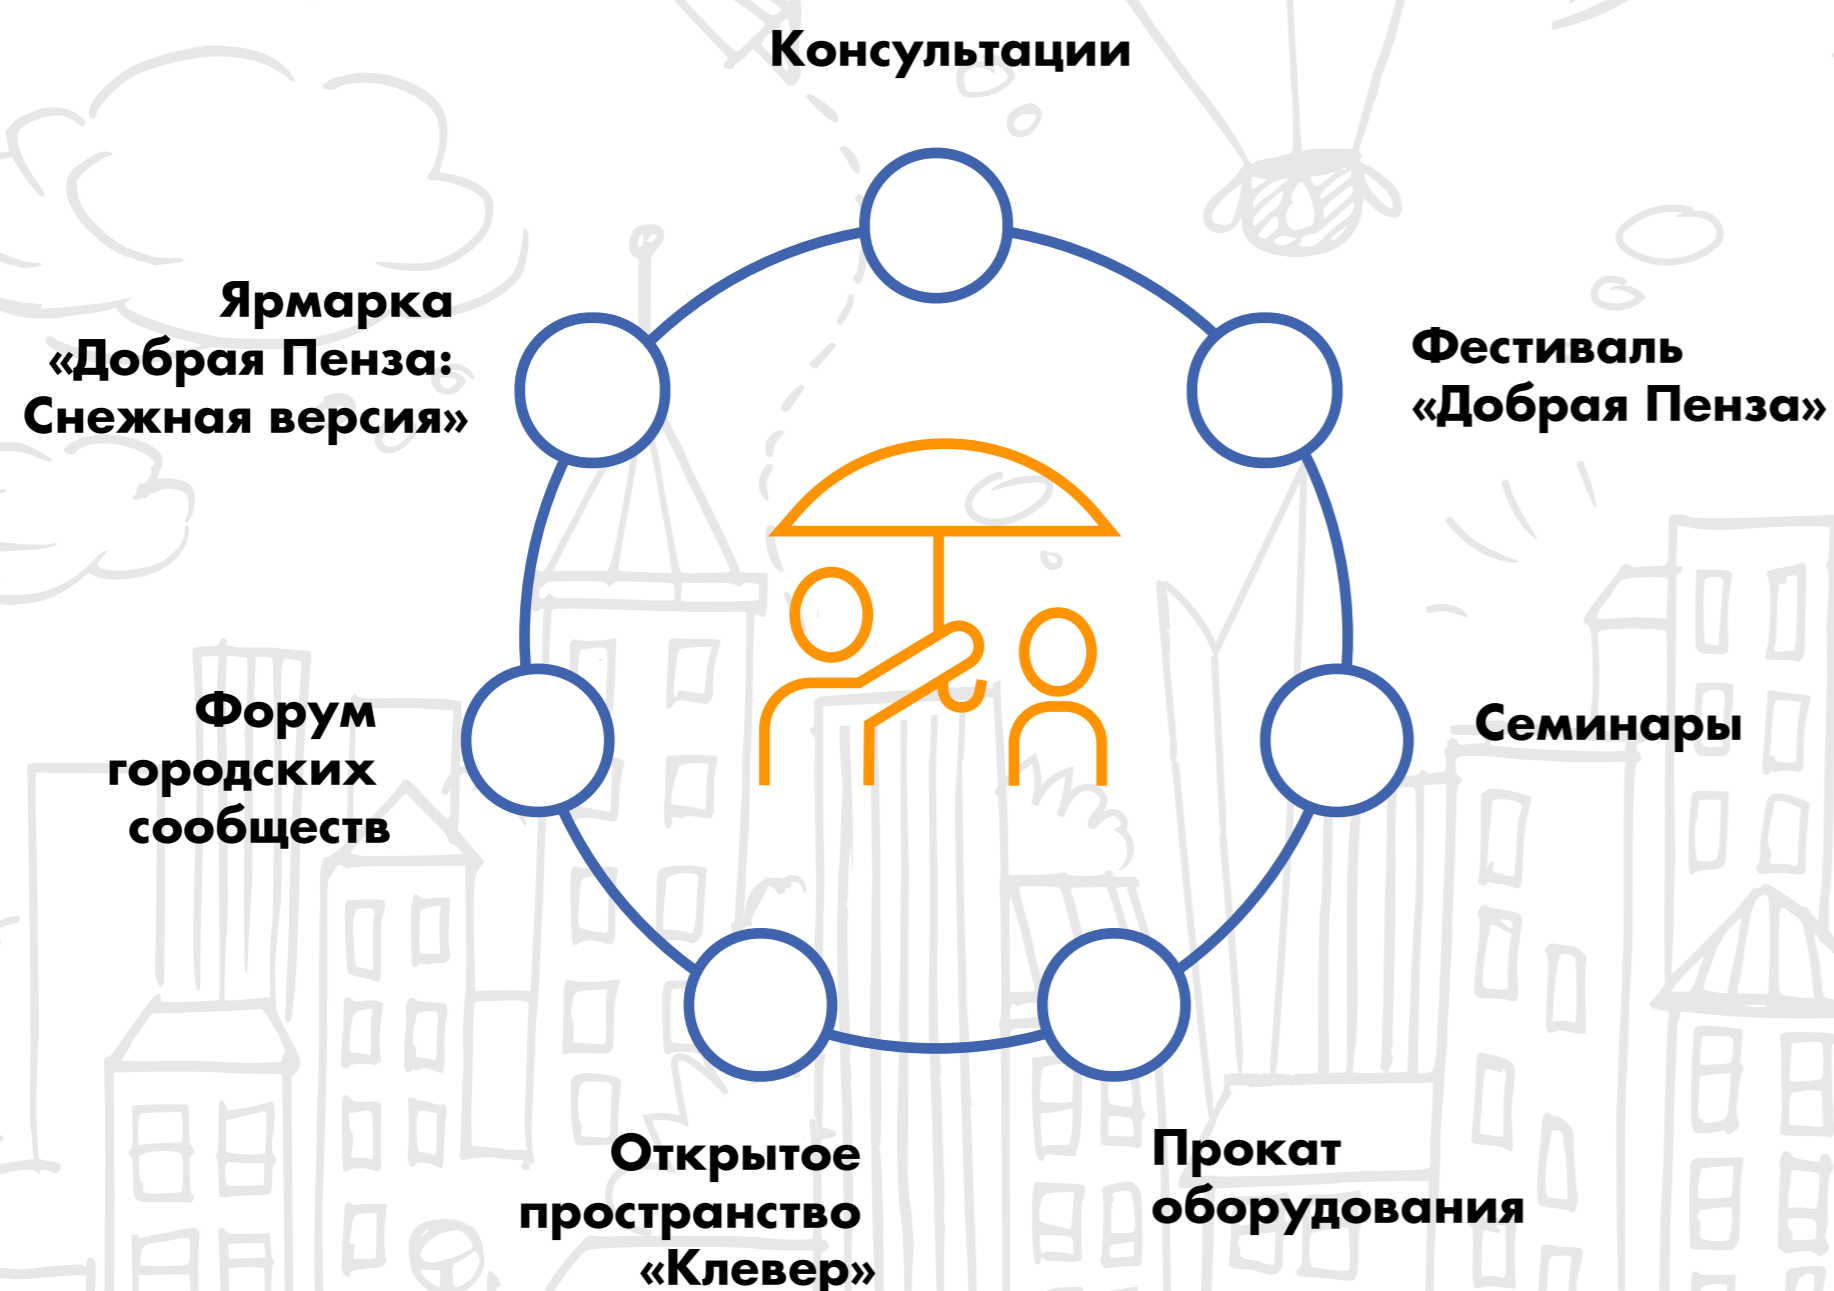 Консультации
Фестиваль
«Добрая Пенза»
Семинары
Прокат
оборудования
Открытое
пространство
«Клевер»
Форум
городских
сообществ
Ярмарка
«Добрая Пенза:
Снежная версия»